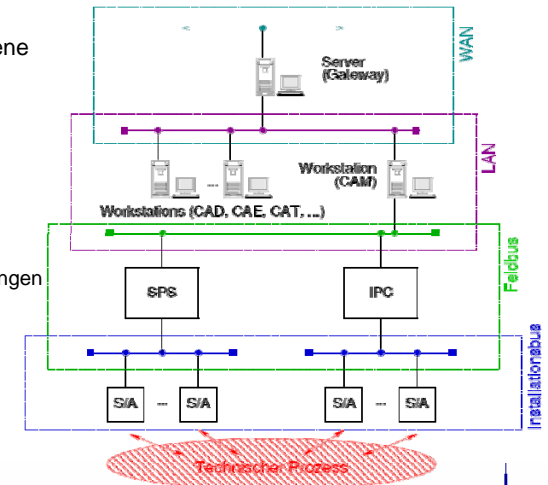 ene
WAN
Server
(Gateway)
LAN
Workstation
(CAM)
...
Workstations (CAD, CAE, CAT, ...)
Feldbus
ngen
SPS
IPC
Installationsbus
S/A ... S/A S/A ... S/A
Technischer Prozess